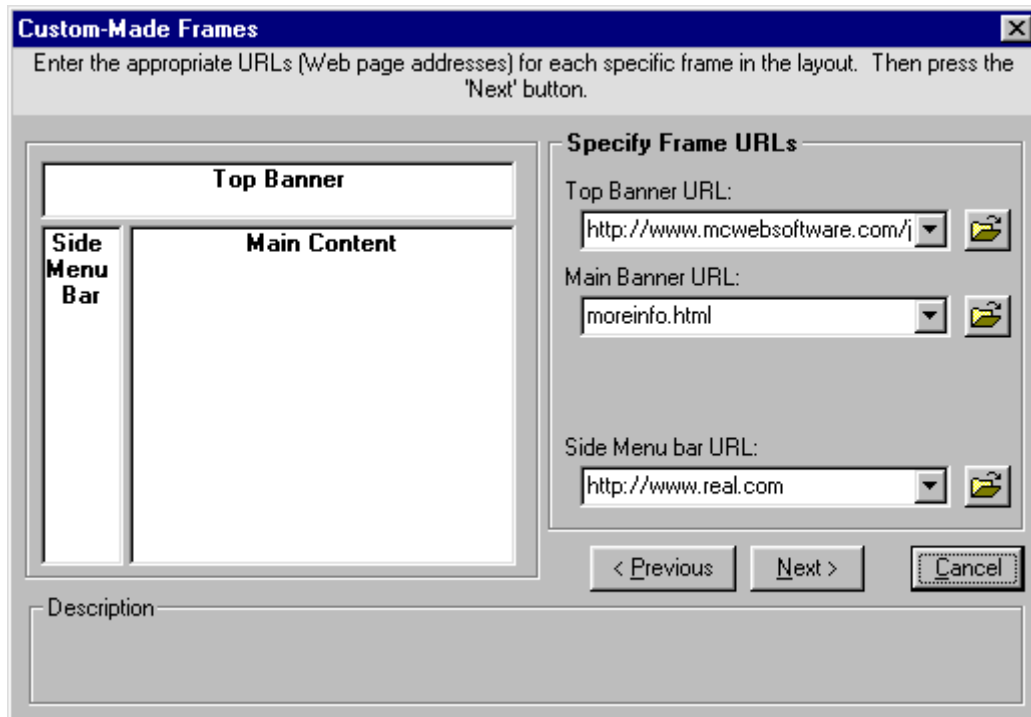 Custom-Made Frames
Enter the appropriate URLs (Web page addresses) for each specific frame in the layout.  Then press the
'Next' button.
Top Banner
Side
Menu
Bar
Main Content
Specify Frame URLs
Top Banner URL:
http://www.mcwebsoftware.com/j
Main Banner URL:
moreinfo.html
Side Menu bar URL:
http://www.real.com
< Previous
Next >
Cancel
Description